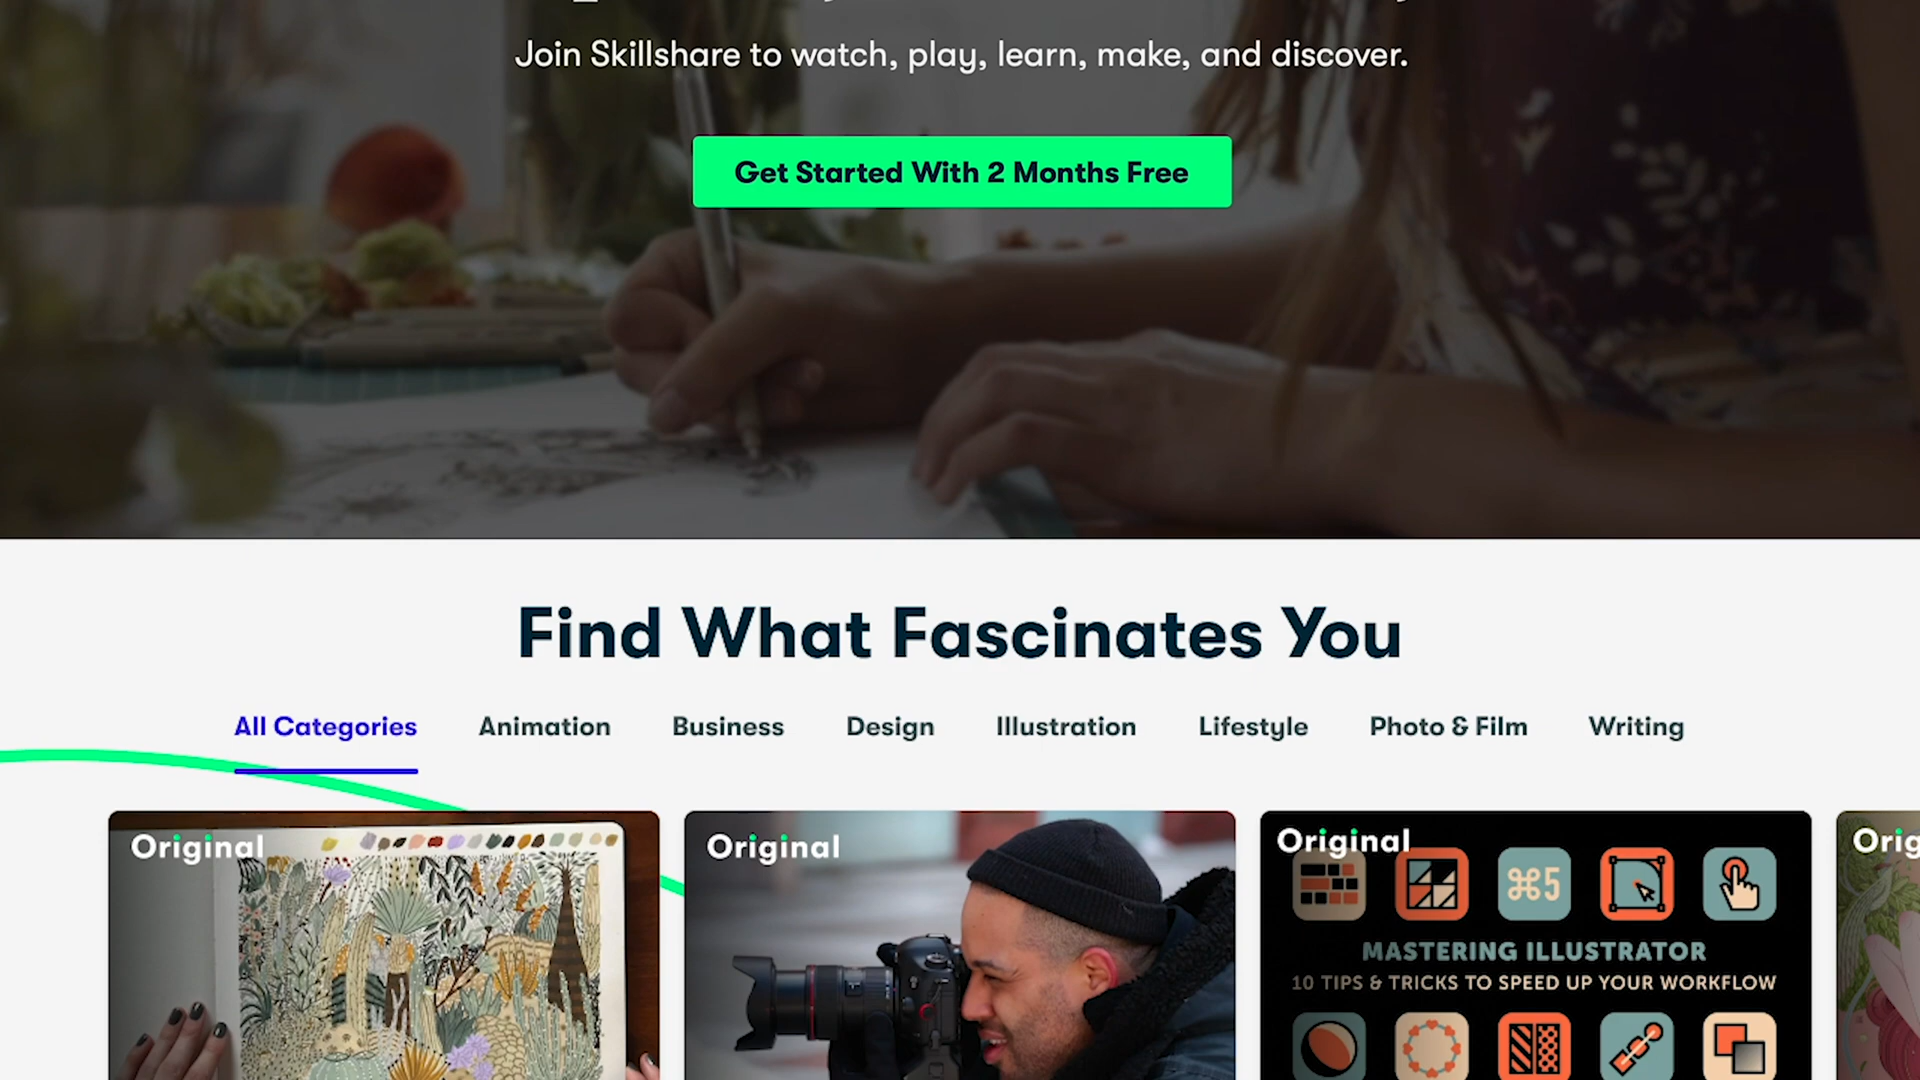 Join Skillshare to watch, play, learn, make, and discover.
Get Started With 2 Months Free
Find What Fascinates You
All Categories
Animation
Business
Design
Illustration
Lifestyle
Photo & Film
Writing
Original
Original
Original
Orig
⌘5
MASTERING ILLUSTRATOR
10 TIPS & TRICKS TO SPEED UP YOUR WORKFLOW